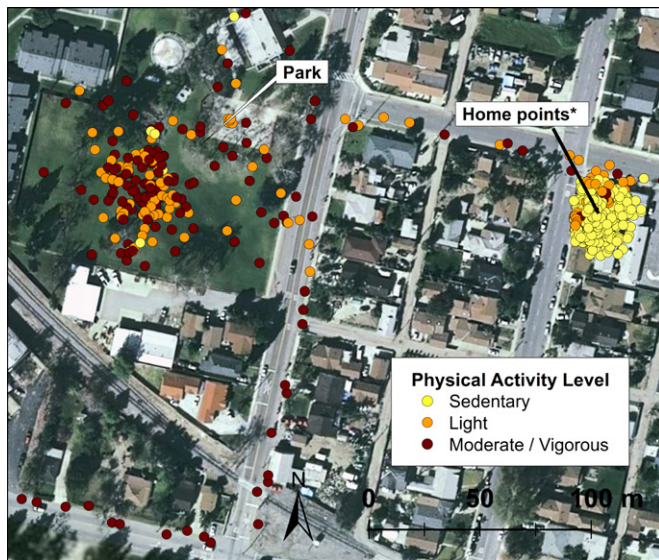 Park
Home points*
Physical Activity Level
Sedentary
Light
Moderate / Vigorous
N
0 50 100 m